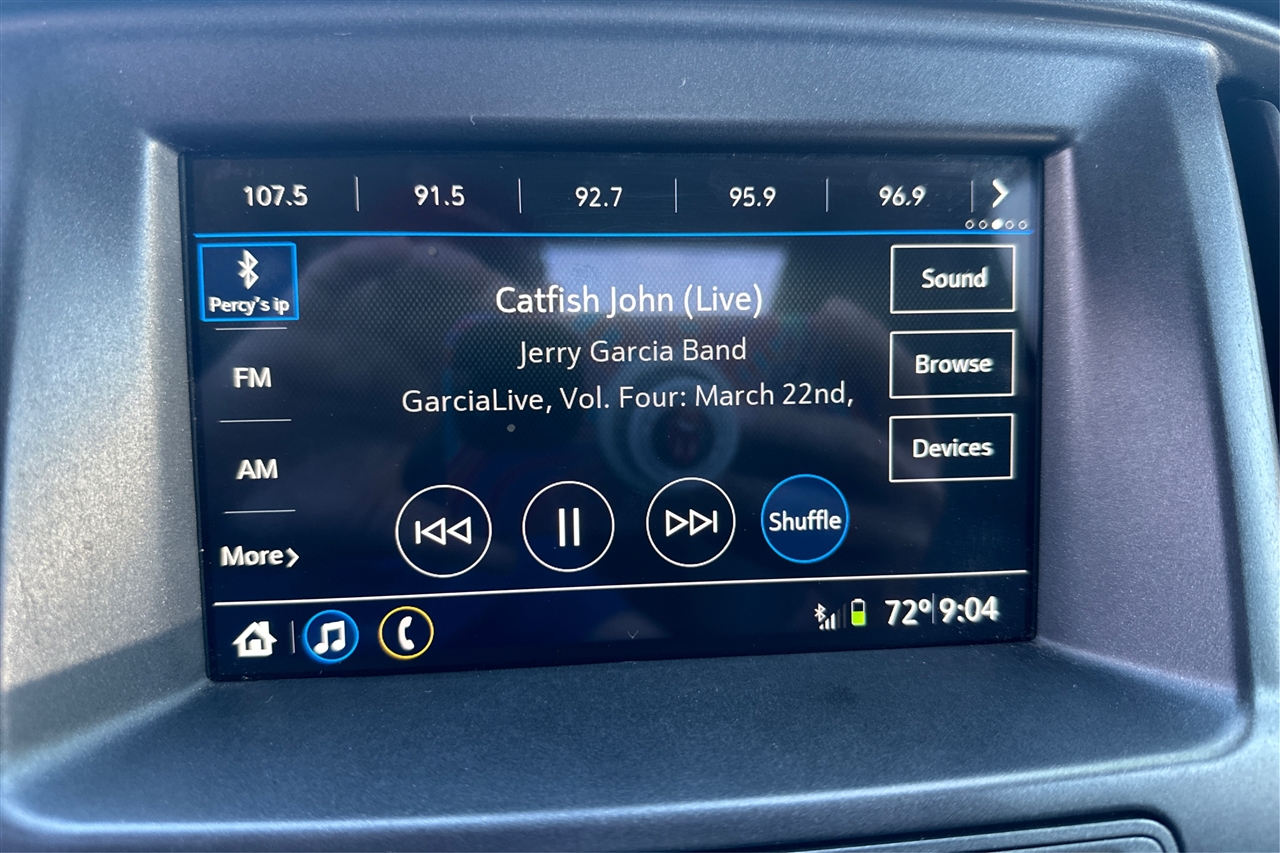 107.5 91.5 92.7 95.9 96.9
Percy's ip
FM
AM
More
Catfish John (Live)
Jerry Garcia Band
GarciaLive, Vol. Four: March 22nd,
Shuffle
Sound
Browse
Devices
72° 9:04